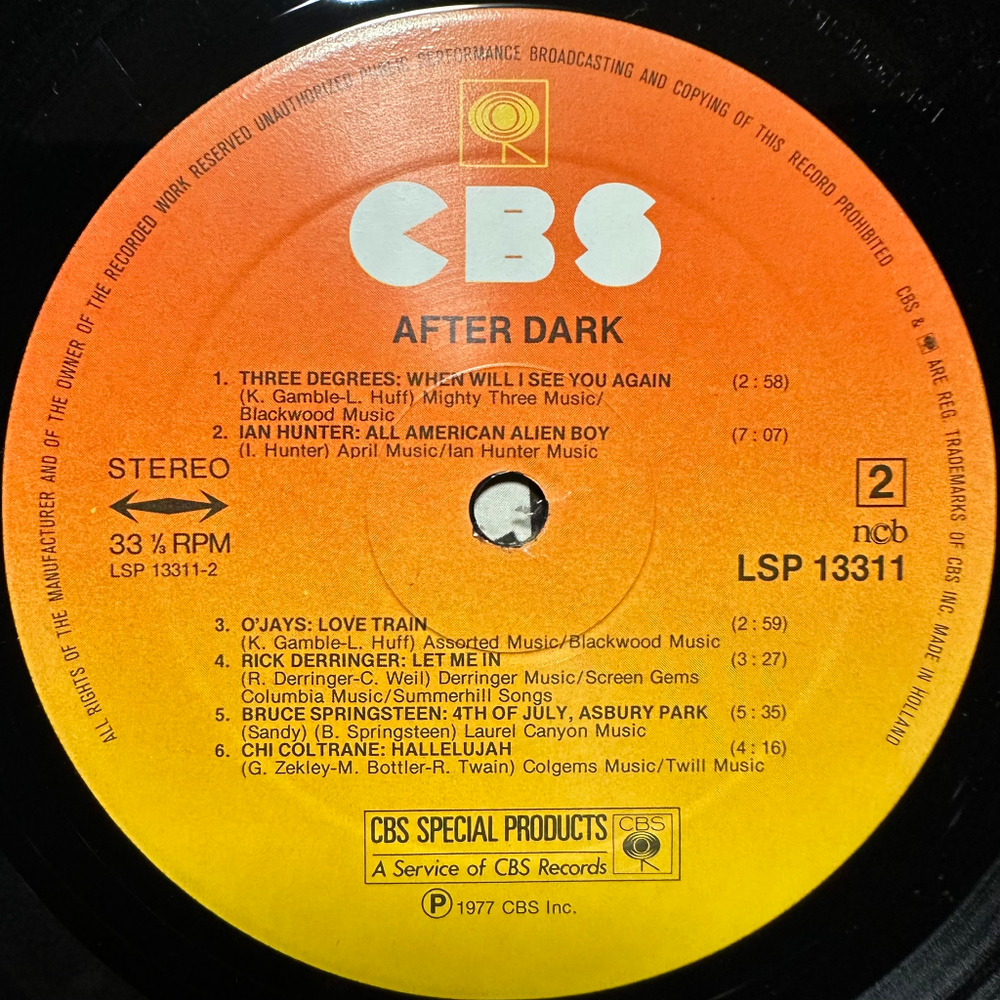 ALL RIGHTS OF THE MANUFACTURER AND OF THE OWNER OF THE RECORDED WORK RESERVED UNAUTHORIZED PUBLIC PERFORMANCE BROADCASTING AND COPYING OF THIS RECORD PROHIBITED
CBS & ARE REG. TRADEMARKS OF CBS INC. MADE IN HOLLAND
CBS
AFTER DARK
1. THREE DEGREES: WHEN WILL I SEE YOU AGAIN (2:58)
(K. Gamble-L. Huff) Mighty Three Music/
Blackwood Music
2. IAN HUNTER: ALL AMERICAN ALIEN BOY (7:07)
(I. Hunter) April Music/Ian Hunter Music
STEREO
33 ⅓ RPM
LSP 13311-2
2
ncb
LSP 13311
3. O'JAYS: LOVE TRAIN (2:59)
(K. Gamble-L. Huff) Assorted Music/Blackwood Music
4. RICK DERRINGER: LET ME IN (3:27)
(R. Derringer-C. Weil) Derringer Music/Screen Gems
Columbia Music/Summerhill Songs
5. BRUCE SPRINGSTEEN: 4TH OF JULY, ASBURY PARK (5:35)
(Sandy) (B. Springsteen) Laurel Canyon Music
6. CHI COLTRANE: HALLELUJAH (4:16)
(G. Zekley-M. Bottler-R. Twain) Colgems Music/Twill Music
CBS SPECIAL PRODUCTS
A Service of CBS Records
CBS
℗ 1977 CBS Inc.